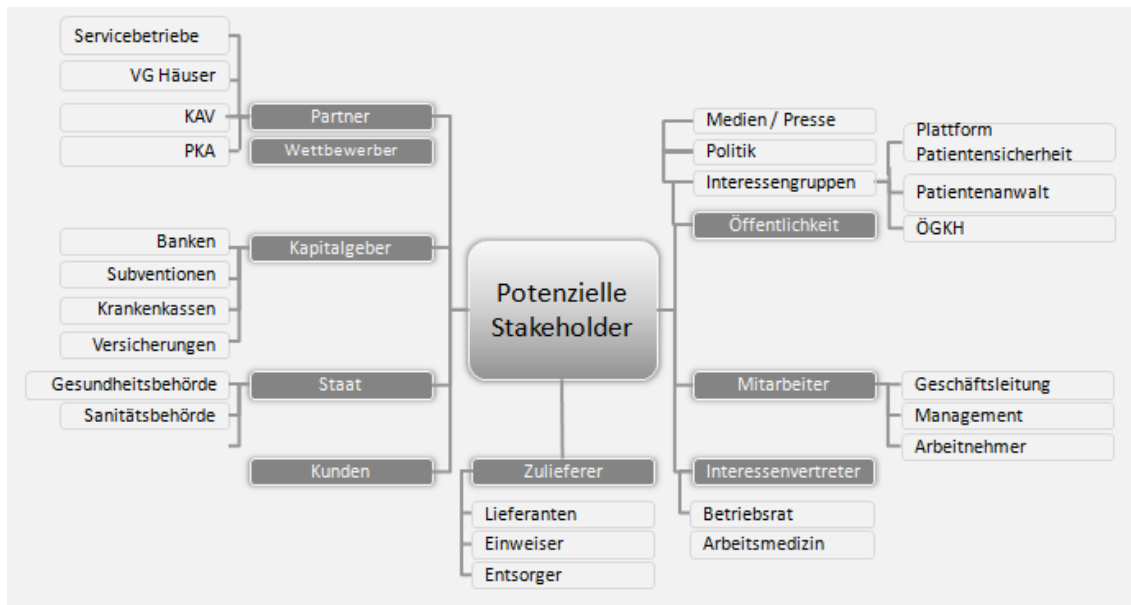 Servicebetriebe
VG Häuser
KAV
PKA
Partner
Wettbewerber
Banken
Subventionen
Krankenkassen
Versicherungen
Kapitalgeber
Gesundheitsbehörde
Sanitätsbehörde
Staat
Kunden
Potenzielle
Stakeholder
Zulieferer
Lieferanten
Einweiser
Entsorger
Medien / Presse
Politik
Interessengruppen
Öffentlichkeit
Plattform
Patientensicherheit
Patientenanwalt
ÖGKH
Mitarbeiter
Geschäftsleitung
Management
Arbeitnehmer
Interessenvertreter
Betriebsrat
Arbeitsmedizin